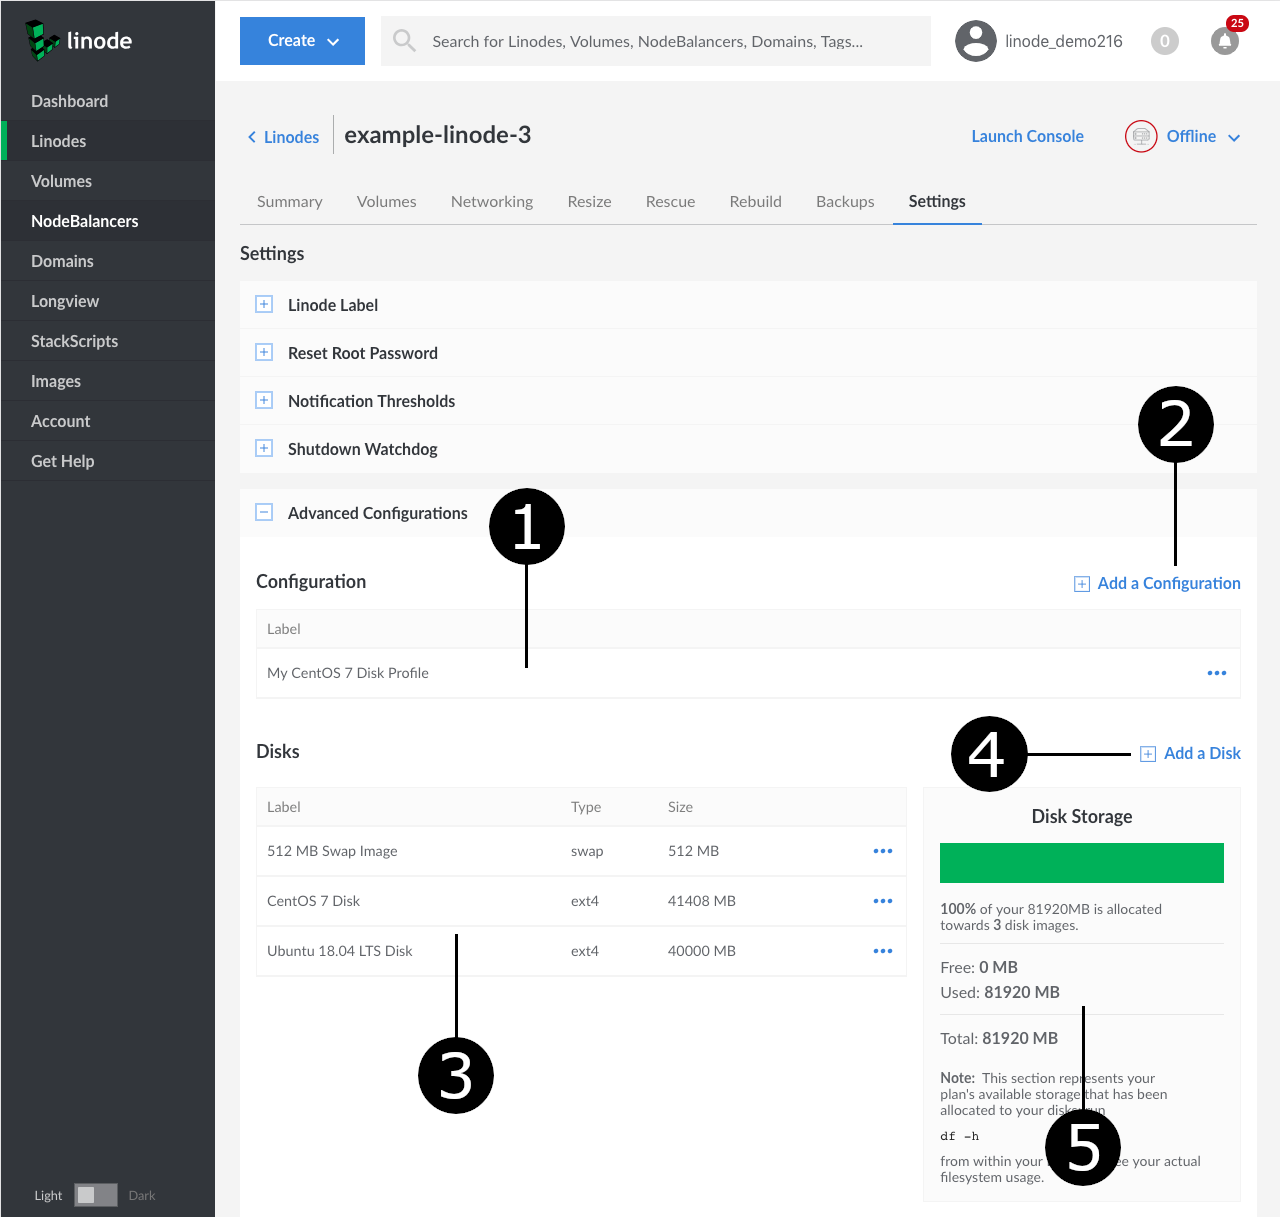 linode
Create
Search for Linodes, Volumes, NodeBalancers, Domains, Tags...
linode_demo216
0
25
Dashboard
Linodes
Volumes
NodeBalancers
Domains
Longview
StackScripts
Images
Account
Get Help
Light
Dark
Linodes
example-linode-3
Launch Console
Offline
Summary
Volumes
Networking
Resize
Rescue
Rebuild
Backups
Settings
Settings
Linode Label
Reset Root Password
Notification Thresholds
Shutdown Watchdog
2
Advanced Configurations
1
Configuration
Add a Configuration
Label
My CentOS 7 Disk Profile
Disks
4
Add a Disk
Label Type Size
512 MB Swap Image swap 512 MB
CentOS 7 Disk ext4 41408 MB
Ubuntu 18.04 LTS Disk ext4 40000 MB
3
Disk Storage
100% of your 81920MB is allocated
towards 3 disk images.
Free: 0 MB
Used: 81920 MB
Total: 81920 MB
Note: This section represents your
plan's available storage that has been
allocated to your
df -h
from within your your actual
filesystem usage.
5